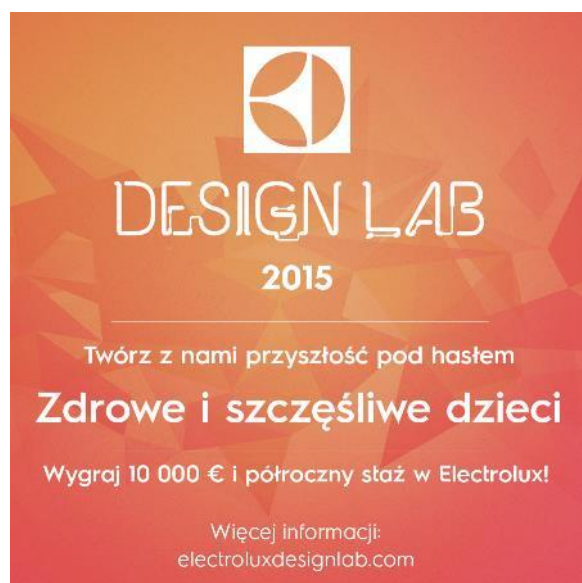 DESIGN LAB
2015
Twórz z nami przyszłość pod hasłem
Zdrowe i szczęśliwe dzieci
Wygraj 10 000 € i półroczny staż w Electrolux!
Więcej informacji:
electroluxdesignlab.com